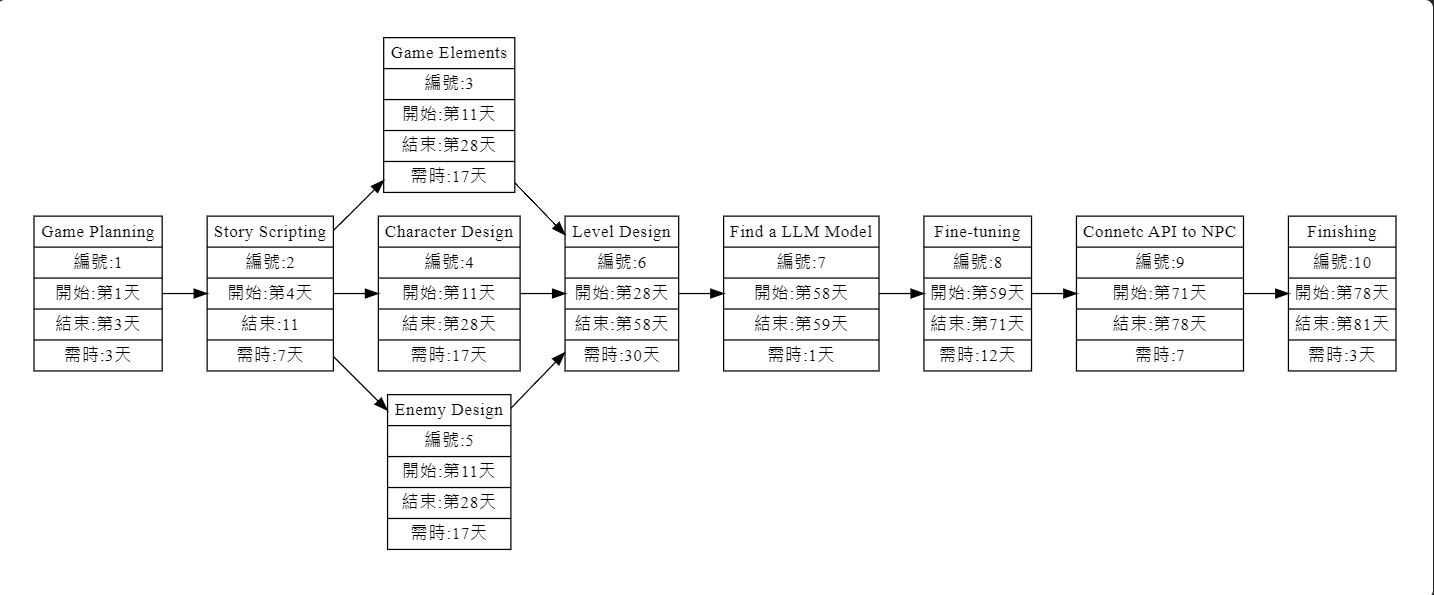 Game Planning
編號:1
開始:第1天
結束:第3天
需時:3天
Story Scripting
編號:2
開始:第4天
結束:11
需時:7天
Game Elements
編號:3
開始:第11天
結束:第28天
需時:17天
Character Design
編號:4
開始:第11天
結束:第28天
需時:17天
Enemy Design
編號:5
開始:第11天
結束:第28天
需時:17天
Level Design
編號:6
開始:第28天
結束:第58天
需時:30天
Find a LLM Model
編號:7
開始:第58天
結束:第59天
需時:1天
Fine-tuning
編號:8
開始:第59天
結束:第71天
需時:12天
Connetc API to NPC
編號:9
開始:第71天
結束:第78天
需時:7
Finishing
編號:10
開始:第78天
結束:第81天
需時:3天